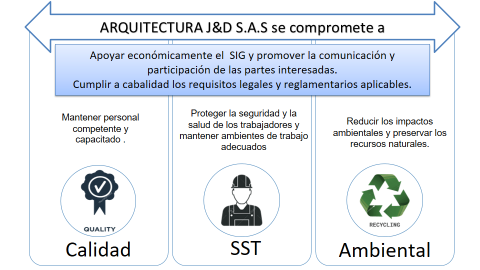 ARQUITECTURA J&D S.A.S se compromete a
Apoyar económicamente el SIG y promover la comunicación y
participación de las partes interesadas.
Cumplir a cabalidad los requisitos legales y reglamentarios aplicables.
Mantener personal
competente y
capacitado .
QUALITY
Calidad
Proteger la seguridad y la
salud de los trabajadores y
mantener ambientes de trabajo
adecuados
SST
Reducir los impactos
ambientales y preservar los
recursos naturales.
RECYCLING
Ambiental